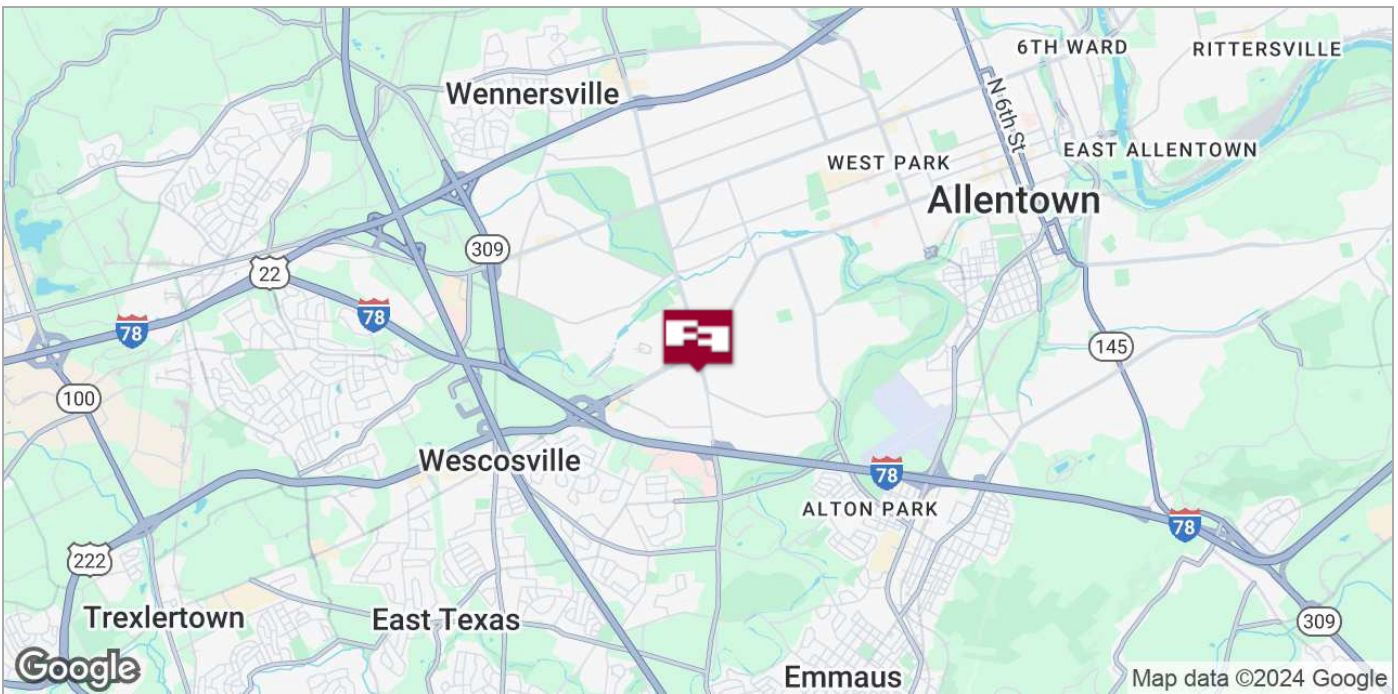 6TH WARD
RITTERSVILLE
Wennersville
N 6th St
WEST PARK
EAST ALLENTOWN
Allentown
309
22
78
78
145
100
Wescosville
78
ALTON PARK
78
222
Trexlertown
East Texas
309
Emmaus
Google
Map data ©2024 Google